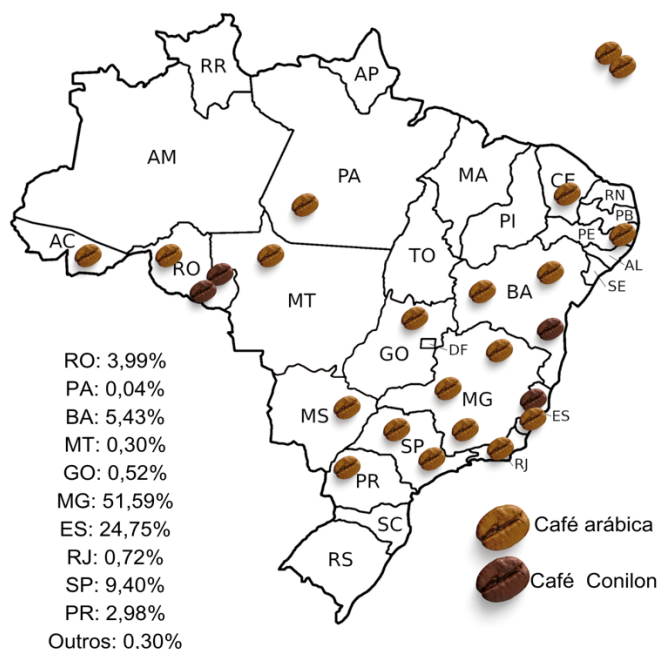 RR
AP
AM
PA
MA
CE
RN
PB
PI
PE
AC
AL
TO
RO
SE
BA
MT
DF
GO
RO: 3,99%
PA: 0,04%
MG
MS
BA: 5,43%
ES
MT: 0,30%
SP
RJ
GO: 0,52%
PR
MG: 51,59%
SC
Café arábica
ES: 24,75%
RJ: 0,72%
RS
SP: 9,40%
Café Conilon
PR: 2,98%
Outros: 0,30%